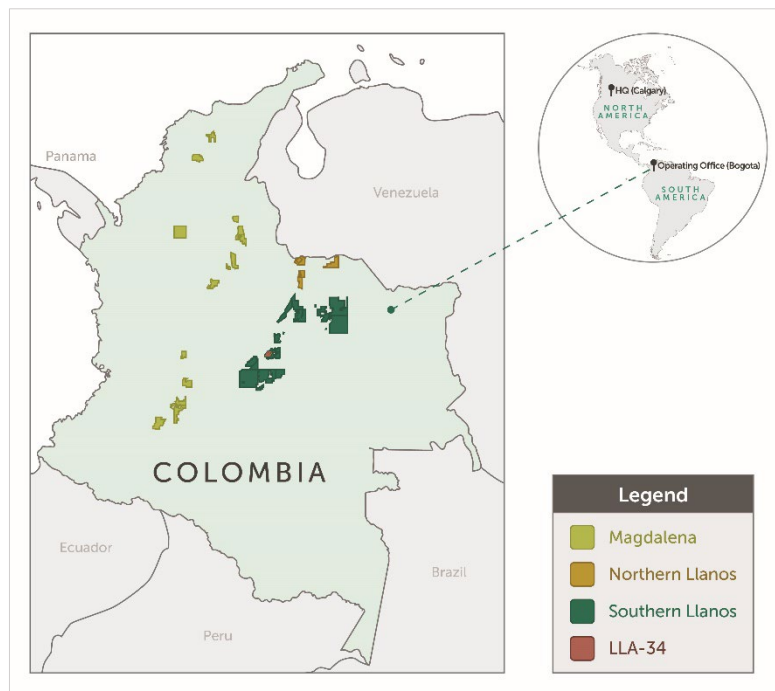 Panama
Venezuela
COLOMBIA
Ecuador
Peru
Brazil
HQ (Calgary)
NORTH
AMERICA
Operating Office (Bogota)
SOUTH
AMERICA
Legend
Magdalena
Northern Llanos
Southern Llanos
LLA-34